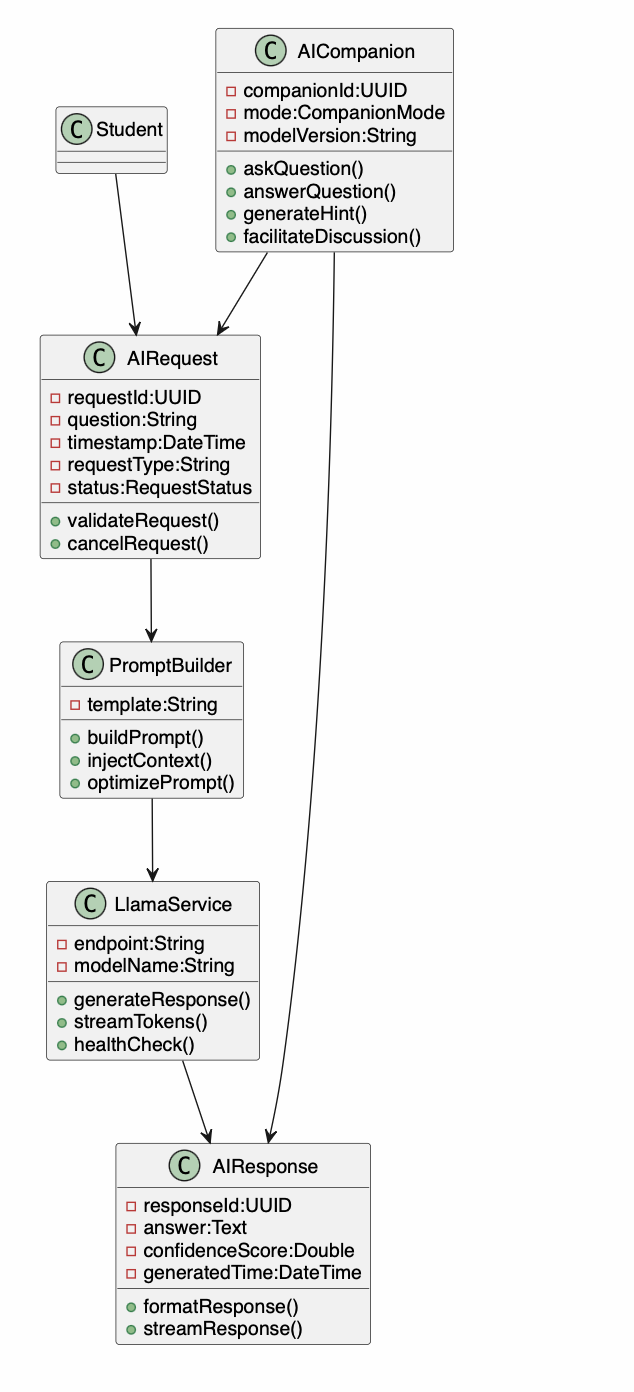 C AICompanion
companionId:UUID
mode:CompanionMode
modelVersion:String
askQuestion()
answerQuestion()
generateHint()
facilitateDiscussion()
C Student
C AIRequest
requestId:UUID
question:String
timestamp:DateTime
requestType:String
status:RequestStatus
validateRequest()
cancelRequest()
C PromptBuilder
template:String
buildPrompt()
injectContext()
optimizePrompt()
C LlamaService
endpoint:String
modelName:String
generateResponse()
streamTokens()
healthCheck()
C AIResponse
responseId:UUID
answer:Text
confidenceScore:Double
generatedTime:DateTime
formatResponse()
streamResponse()